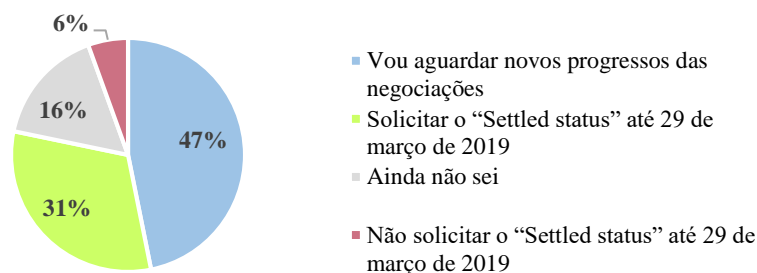 6%
16%
47%
31%
Vou aguardar novos progressos das
negociações
Solicitar o “Settled status” até 29 de
março de 2019
Ainda não sei
Não solicitar o “Settled status” até 29 de
março de 2019